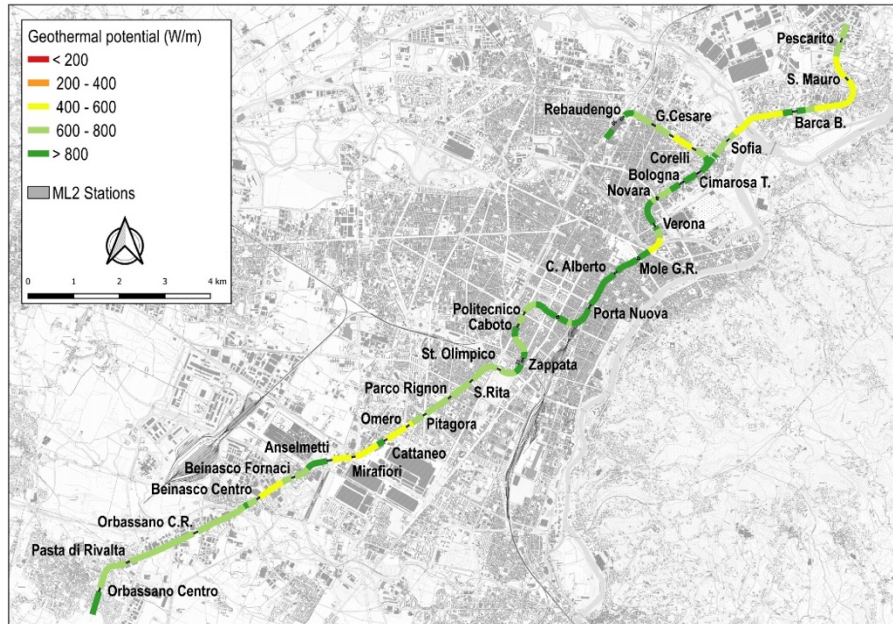 Geothermal potential (W/m)
< 200
200 - 400
400 - 600
600 - 800
> 800
ML2 Stations
0 1 2 3 4 km
Pescarito
S. Mauro
Barca B.
Rebaudengo
G.Cesare
Sofia
Corelli
Bologna
Cimarosa T.
Novara
Verona
C. Alberto
Mole G.R.
Politecnico
Porta Nuova
Caboto
St. Olimpico
Zappata
Parco Rignon
S.Rita
Omero
Pitagora
Anselmetti
Cattaneo
Beinasco Fornaci
Mirafiori
Beinasco Centro
Orbassano C.R.
Pasta di Rivalta
Orbassano Centro